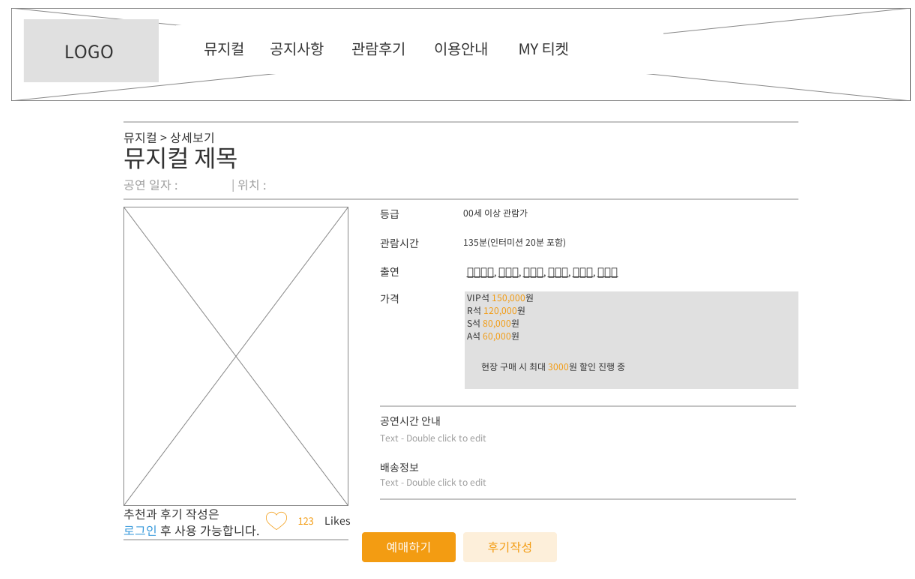 LOGO
뮤지컬 공지사항 관람후기 이용안내 MY 티켓
뮤지컬 > 상세보기
뮤지컬 제목
공연 일자 : | 위치 :
등급 00세 이상 관람가
관람시간 135분(인터미션 20분 포함)
출연
가격
VIP석 150,000원
R석 120,000원
S석 80,000원
A석 60,000원
현장 구매 시 최대 3000원 할인 진행 중
공연시간 안내
Text - Double click to edit
배송정보
Text - Double click to edit
추천과 후기 작성은
로그인 후 사용 가능합니다.
123 Likes
예매하기 후기작성